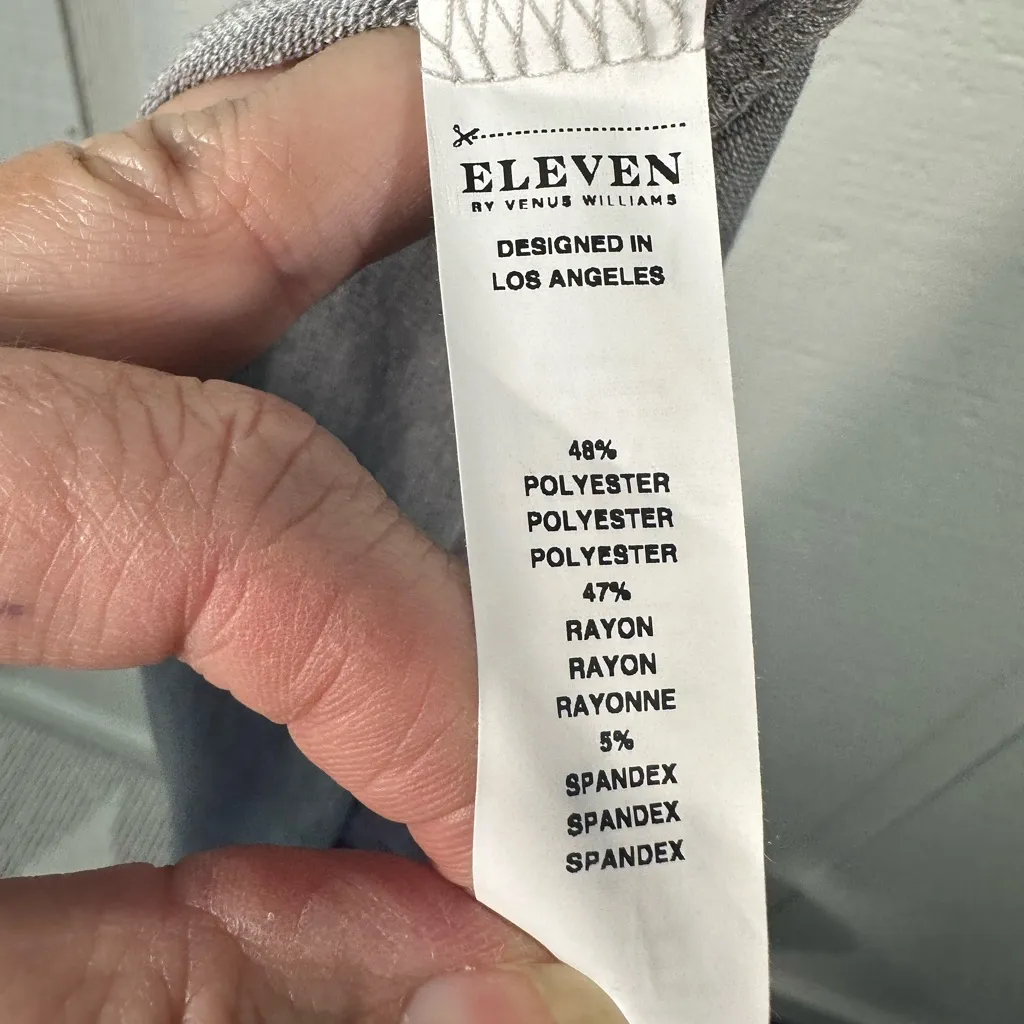 ELEVEN
BY VENUS WILLIAMS
DESIGNED IN
LOS ANGELES
48%
POLYESTER
POLYESTER
POLYESTER
47%
RAYON
RAYON
RAYONNE
5%
SPANDEX
SPANDEX
SPANDEX